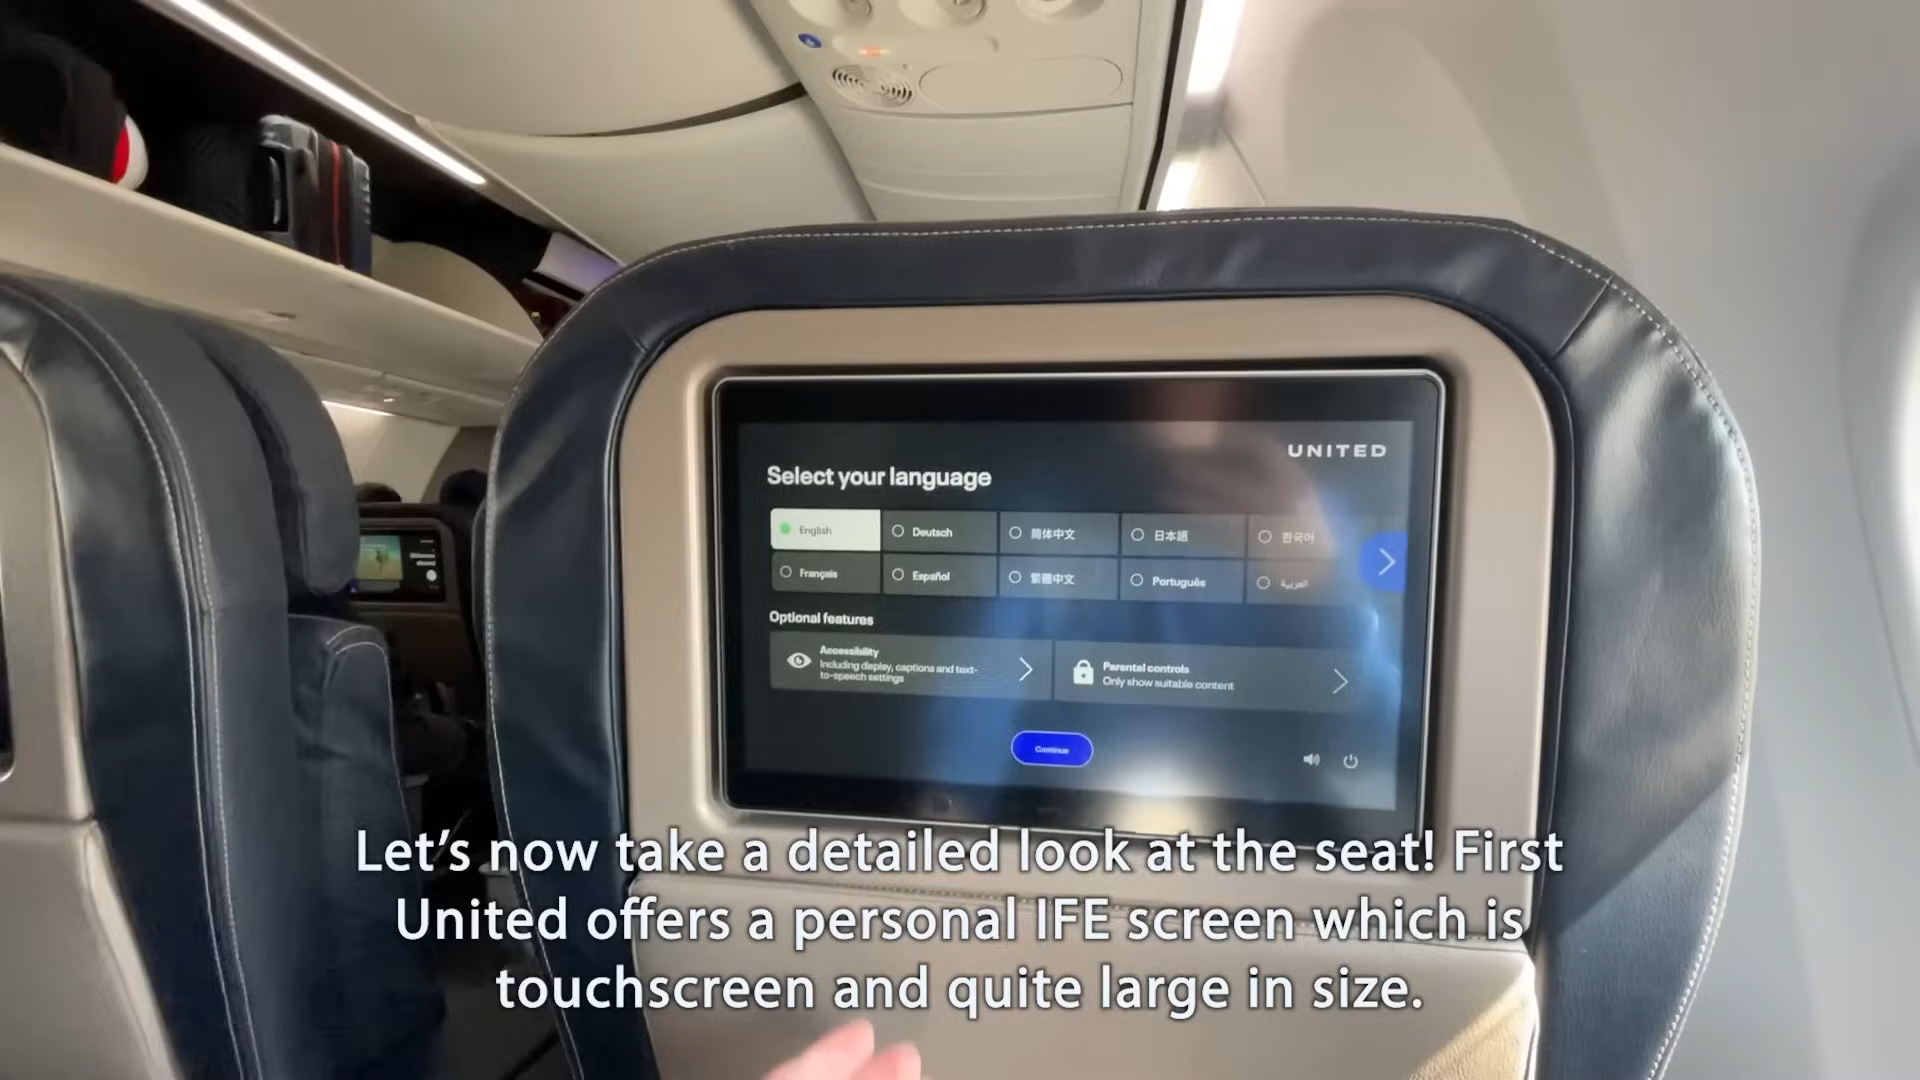 UNITED
Select your language
English
Deutsch
简体中文
日本語
한국어
Français
Español
繁體中文
Português
العربية
Optional features
Accessibility
Including display, captions and text-
to-speech settings
Parental controls
Only show suitable content
Continue
Let's now take a detailed look at the seat! First
United offers a personal IFE screen which is
touchscreen and quite large in size.